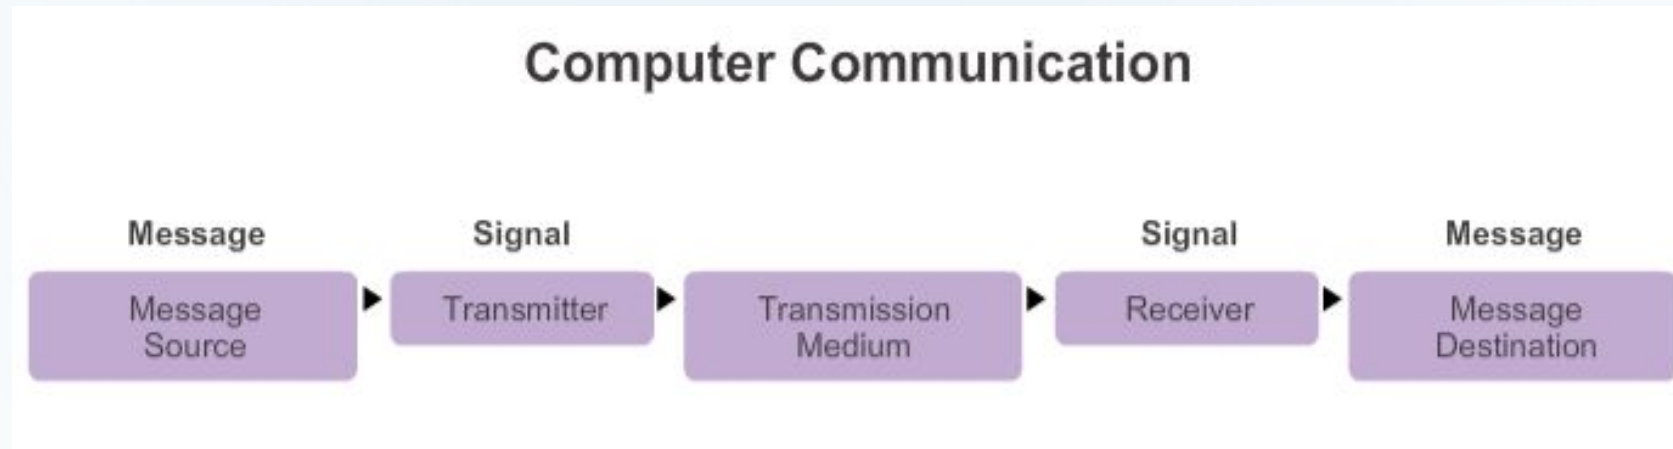 Computer Communication
Message
Signal
Signal
Message
Message
Source
Transmitter
Transmission
Medium
Receiver
Message
Destination